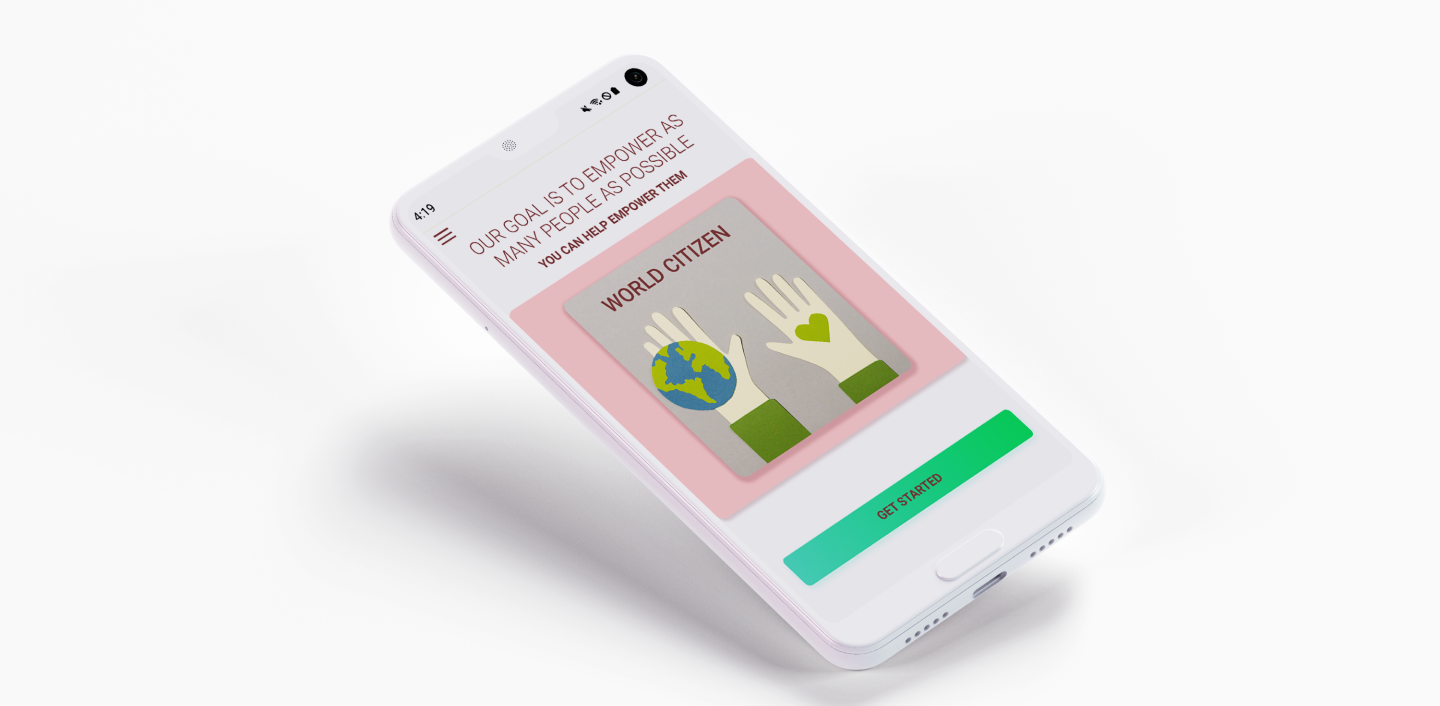 4:19
OUR GOAL IS TO EMPOWER AS
MANY PEOPLE AS POSSIBLE
YOU CAN HELP EMPOWER THEM
WORLD CITIZEN
GET STARTED